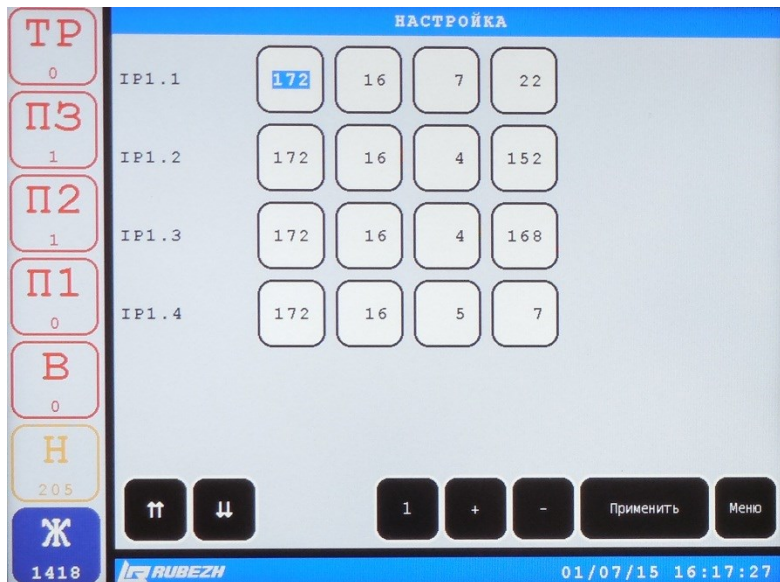 НАСТРОЙКА
ТР
0
П3
1
П2
1
П1
0
В
0
Н
205
Ж
1418
IP1.1 172 16 7 22
IP1.2 172 16 4 152
IP1.3 172 16 4 168
IP1.4 172 16 5 7
⇈ ⇊ 1 + - Применить Меню
RUBEZH 01/07/15 16:17:27